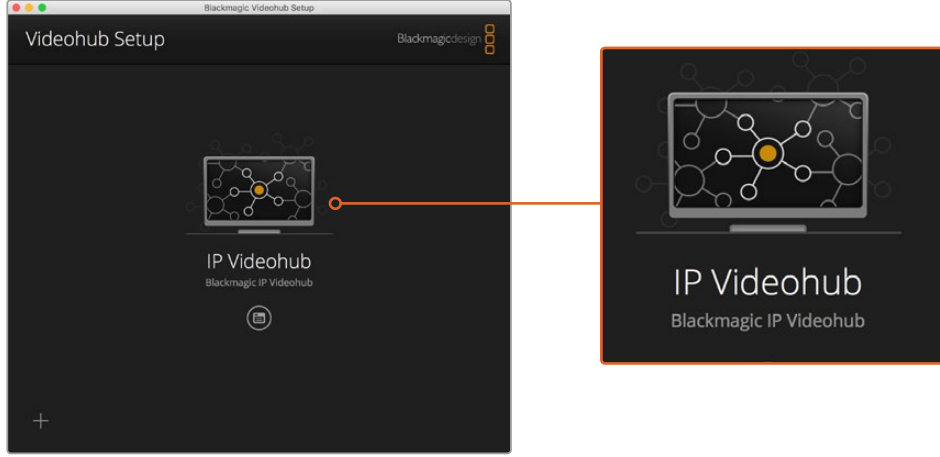 Blackmagic Videohub Setup
Videohub Setup
Blackmagicdesign
IP Videohub
Blackmagic IP Videohub
IP Videohub
Blackmagic IP Videohub